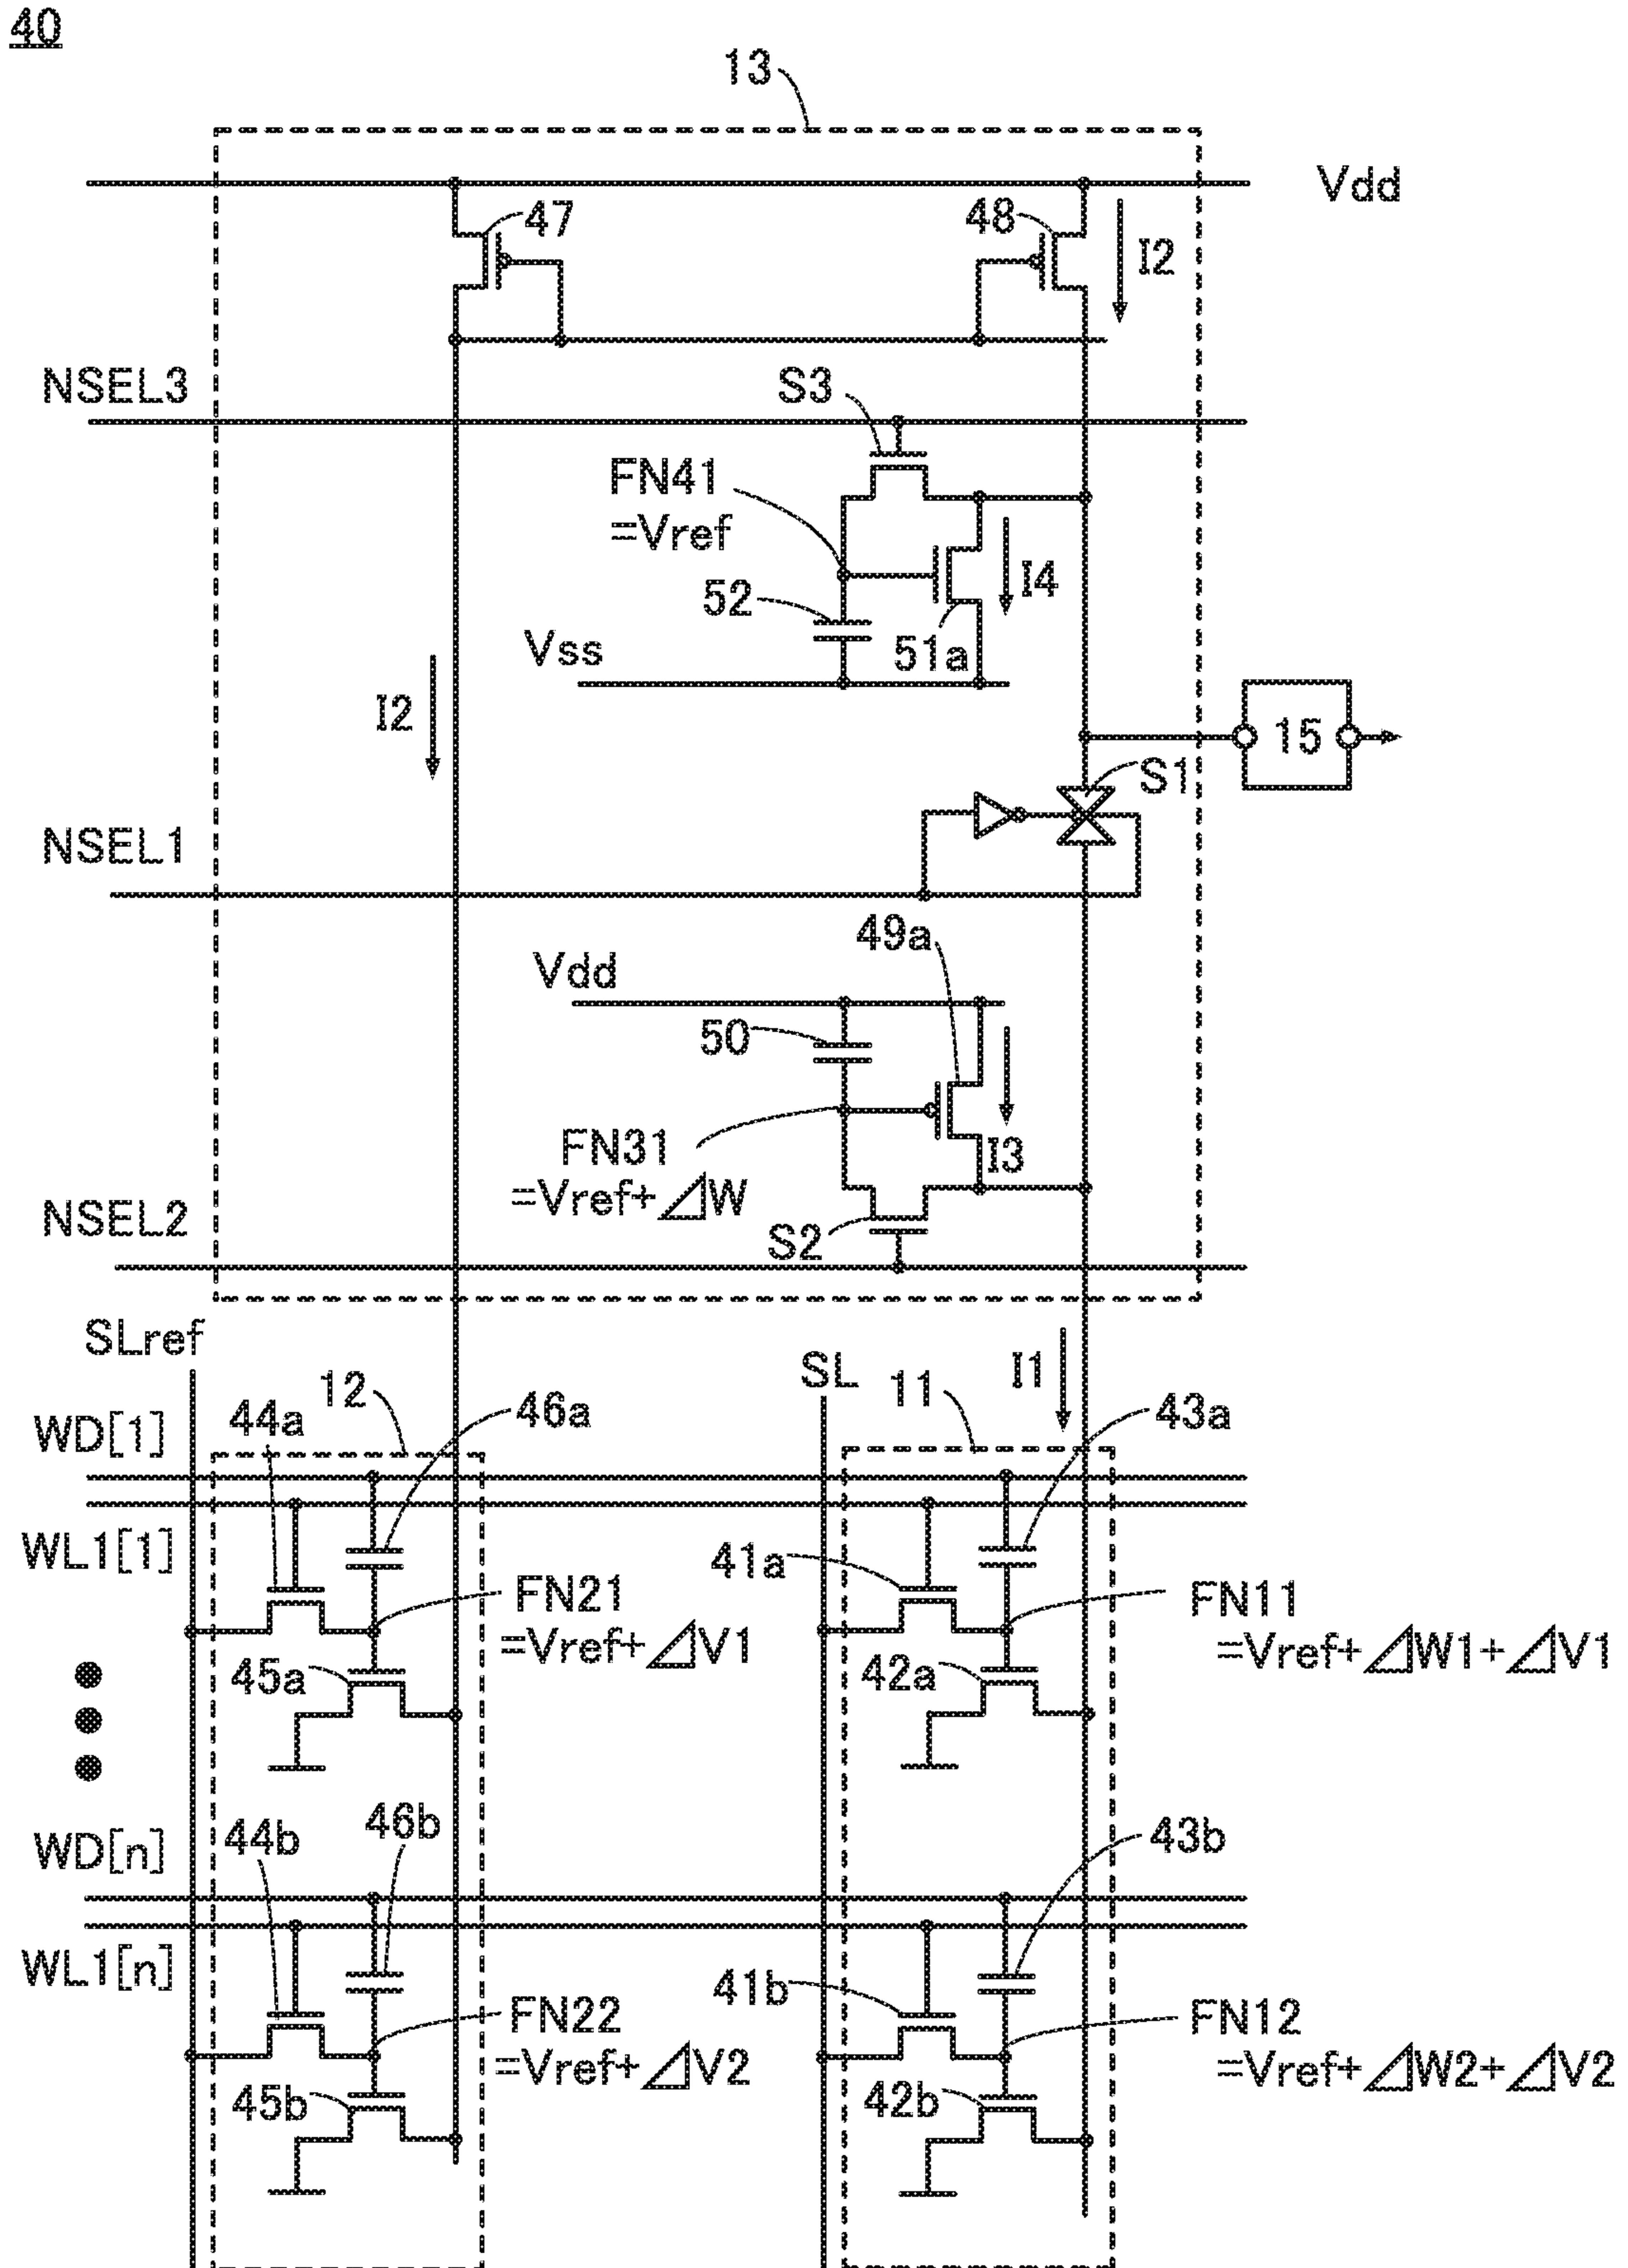 40
13
Vdd
47
48
I2
NSEL3
S3
FN41
=Vref
I4
52
51a
Vss
I2
15
S1
NSEL1
49a
Vdd
50
FN31
=Vref+⊿W
I3
NSEL2
S2
SLref
12
SL
11
I1
WD[1]
44a
46a
43a
WL1[1]
41a
FN21
=Vref+⊿V1
FN11
=Vref+⊿W1+⊿V1
45a
42a
WD[n]
44b
46b
43b
WL1[n]
41b
FN22
=Vref+⊿V2
FN12
=Vref+⊿W2+⊿V2
45b
42b